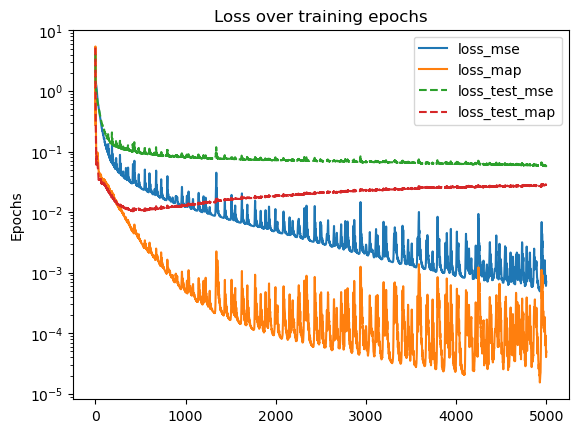 Loss over training epochs
loss_mse
loss_map
loss_test_mse
loss_test_map
Epochs
10^1
10^0
10^-1
10^-2
10^-3
10^-4
10^-5
0 1000 2000 3000 4000 5000